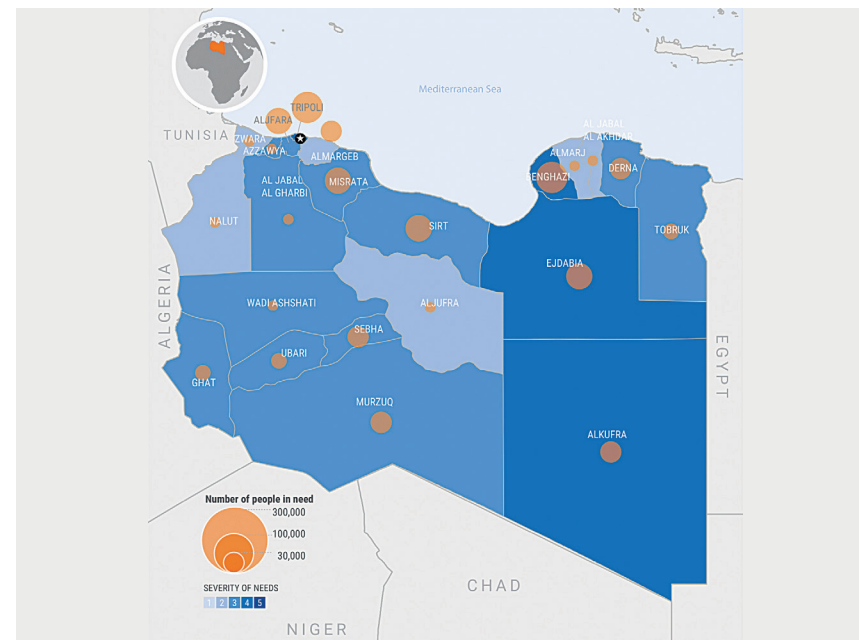 Mediterranean Sea
TRIPOLI
ALJFARA
TUNISIA
ZWARA
AZZAWYA
ALMARGEB
AL JABAL
AL AKHDAR
ALMARJ
BENGHAZI
DERNA
AL JABAL
AL GHARBI
MISRATA
NALUT
SIRT
TOBRUK
EJDABIA
ALGERIA
WADI ASHSHATI
ALJUFRA
SEBHA
UBARI
GHAT
EGYPT
MURZUQ
ALKUFRA
Number of people in need
300,000
100,000
30,000
SEVERITY OF NEEDS
1 2 3 4 5
CHAD
NIGER